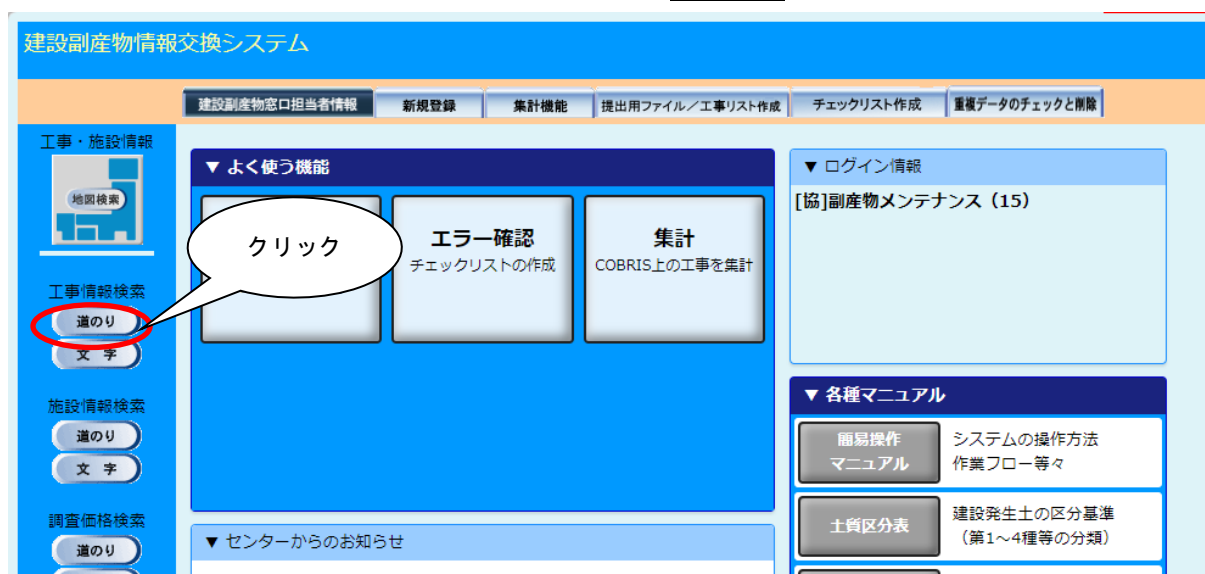 建設副産物情報交換システム
建設副産物窓口担当者情報
新規登録
集計機能
提出用ファイル／工事リスト作成
チェックリスト作成
重複データのチェックと削除
工事・施設情報
地図検索
工事情報検索
道のり
文 字
施設情報検索
道のり
文 字
調査価格検索
道のり
▼ よく使う機能
クリック
エラー確認
チェックリストの作成
集計
COBRIS上の工事を集計
▼ センターからのお知らせ
▼ ログイン情報
[協]副産物メンテナンス（15）
▼ 各種マニュアル
簡易操作
マニュアル
システムの操作方法
作業フロー等々
土質区分表
建設発生土の区分基準
（第1～4種等の分類）